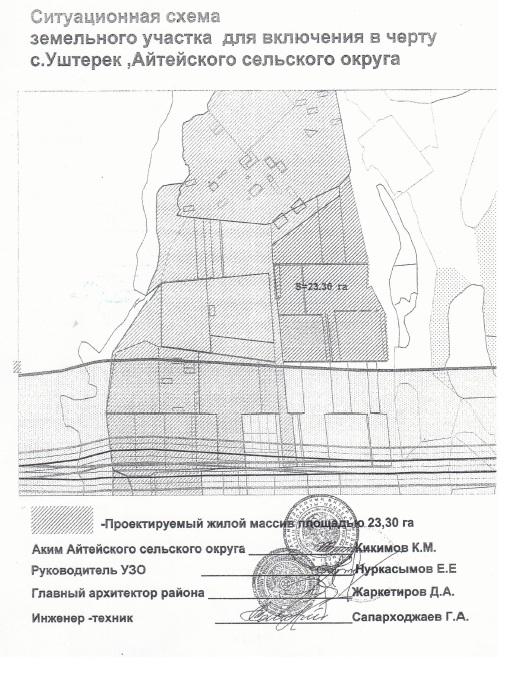 Ситуационная схема
земельного участка для включения в черту
с.Уштерек ,Айтейского сельского округа
S=23.30 га
-Проектируемый жилой массив площадью 23,30 га
Аким Айтейского сельского округа Кикимов К.М.
Руководитель УЗО Нуркасымов Е.Е
Главный архитектор района Жаркетиров Д.А.
Инженер -техник Сапарходжаев Г.А.